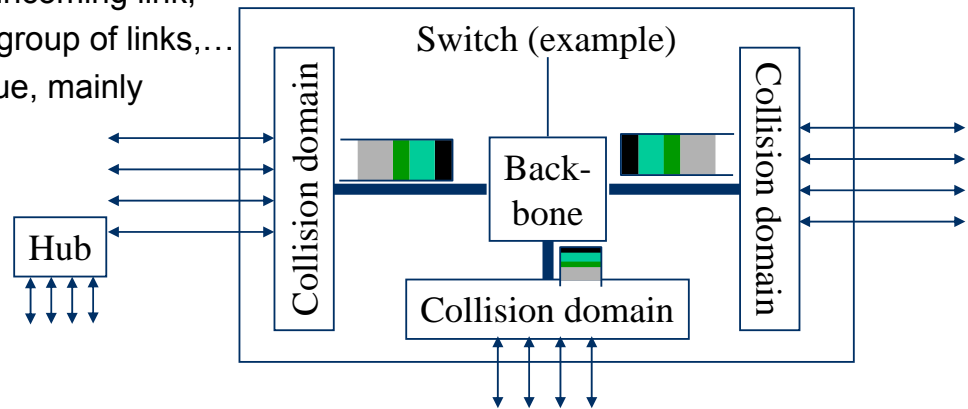 group of links,…
ue, mainly
Switch (example)
Collision domain
Back-
bone
Collision domain
Hub
Collision domain